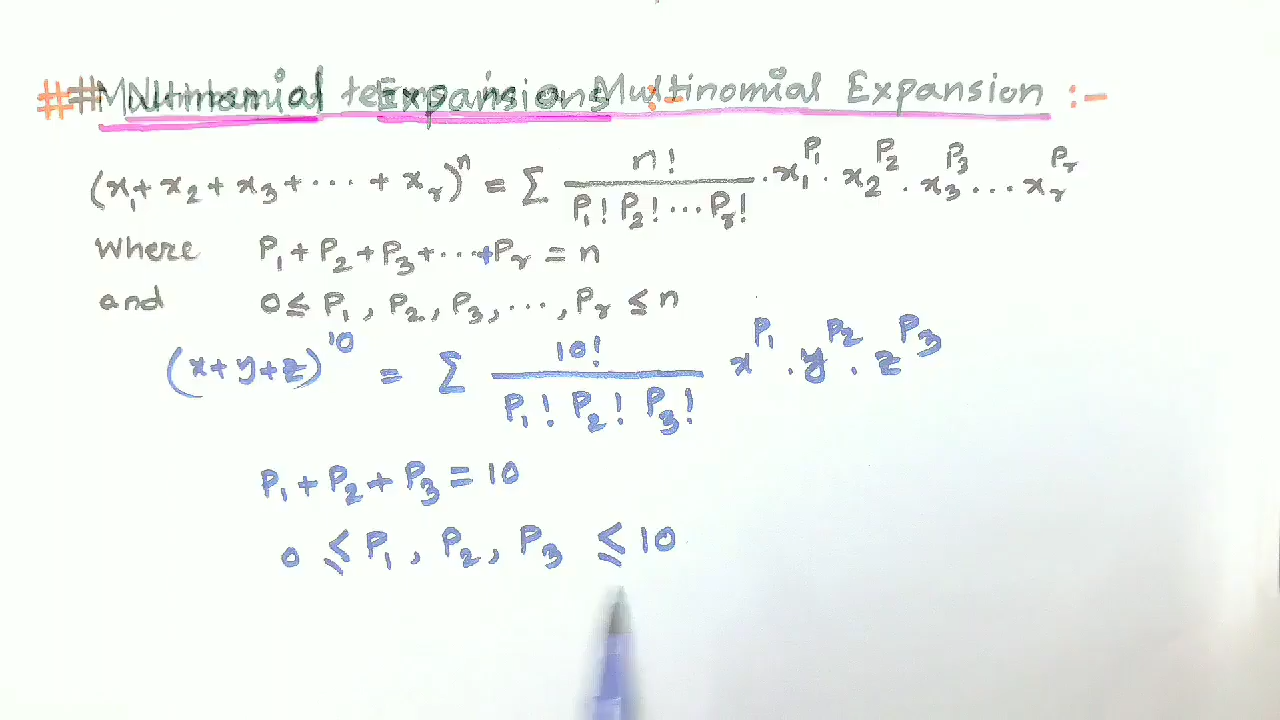 ## Multinomial Expansion :-
(x₁ + x₂ + x₃ + ... + xᵣ)ⁿ = Σ n! / (P₁! P₂! ... Pᵣ!) . x₁^P₁ . x₂^P₂ . x₃^P₃ ... xᵣ^Pᵣ
Where P₁ + P₂ + P₃ + ... + Pᵣ = n
and 0 ≤ P₁ , P₂ , P₃ , ... , Pᵣ ≤ n
(x + y + z)¹⁰ = Σ 10! / (P₁! P₂! P₃!) x^P₁ . y^P₂ . z^P₃
P₁ + P₂ + P₃ = 10
0 ≤ P₁ , P₂ , P₃ ≤ 10